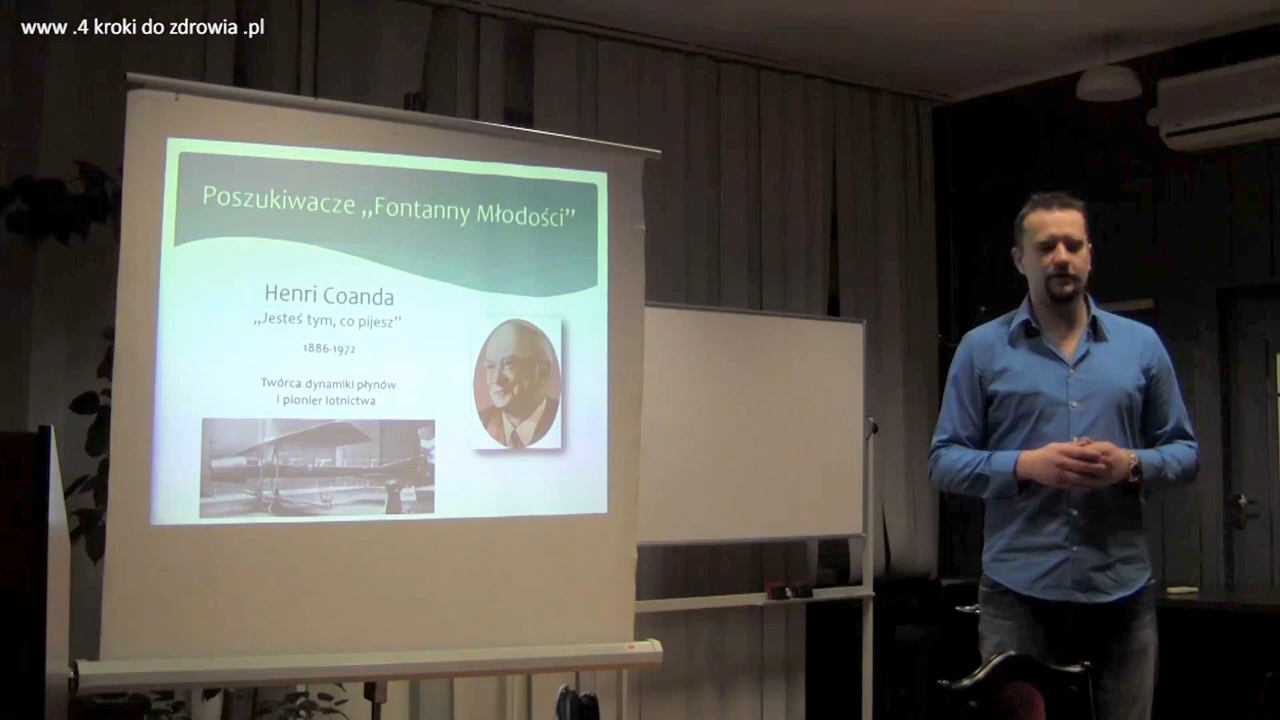 www .4 kroki do zdrowia .pl
Poszukiwacze „Fontanny Młodości”
Henri Coanda
„Jesteś tym, co pijesz”
1886-1972
Twórca dynamiki płynów
I pionier lotnictwa